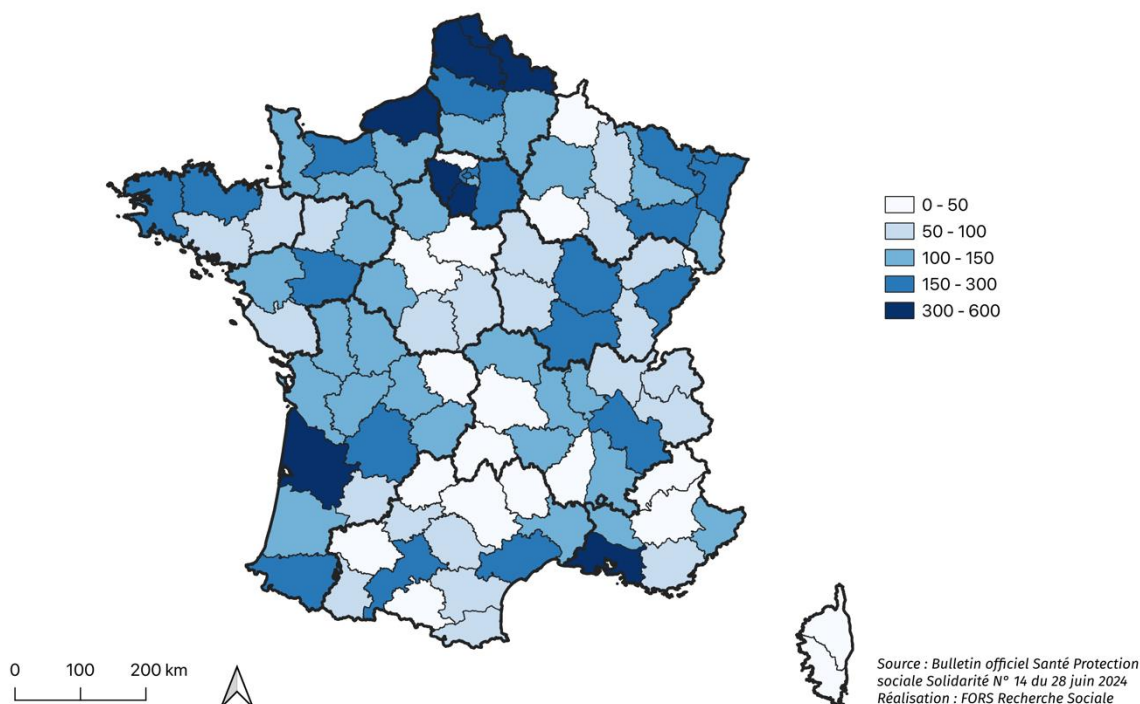 0 - 50
50 - 100
100 - 150
150 - 300
300 - 600
0 100 200 km
Source : Bulletin officiel Santé Protection
sociale Solidarité N° 14 du 28 juin 2024
Réalisation : FORS Recherche Sociale